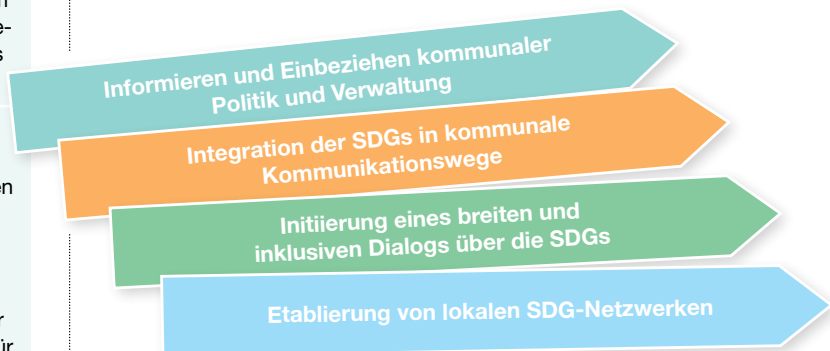 Informieren und Einbeziehen kommunaler
Politik und Verwaltung
Integration der SDGs in kommunale
Kommunikationswege
Initiierung eines breiten und
inklusiven Dialogs über die SDGs
Etablierung von lokalen SDG-Netzwerken